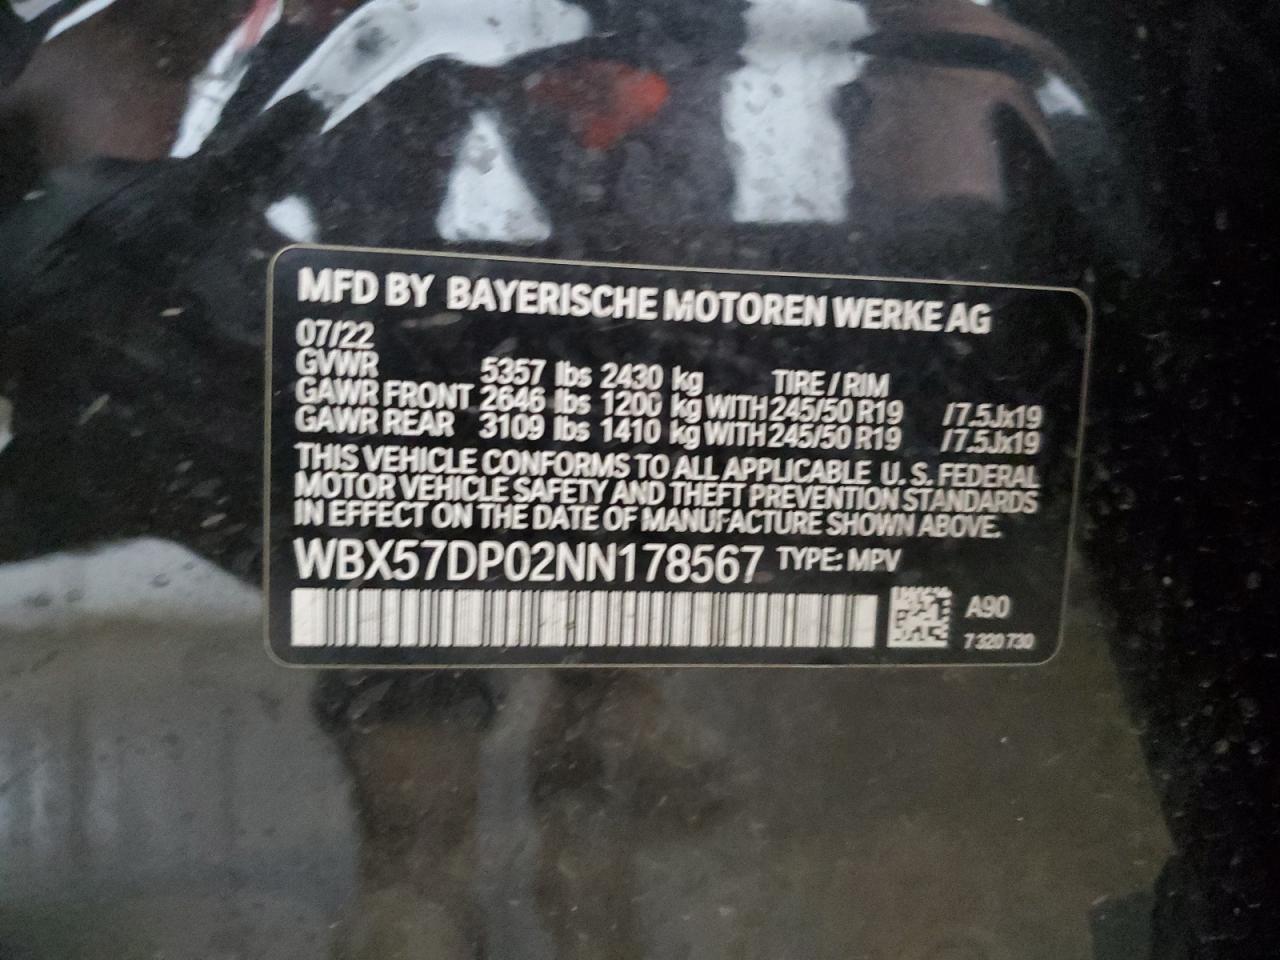 MFD BY BAYERISCHE MOTOREN WERKE AG
07/22
GVWR 5357 lbs 2430 kg TIRE / RIM
GAWR FRONT 2646 lbs 1200 kg WITH 245/50 R19 /7.5Jx19
GAWR REAR 3109 lbs 1410 kg WITH 245/50 R19 /7.5Jx19
THIS VEHICLE CONFORMS TO ALL APPLICABLE U. S. FEDERAL
MOTOR VEHICLE SAFETY AND THEFT PREVENTION STANDARDS
IN EFFECT ON THE DATE OF MANUFACTURE SHOWN ABOVE.
WBX57DP02NN178567 TYPE: MPV
A90
7 320 730